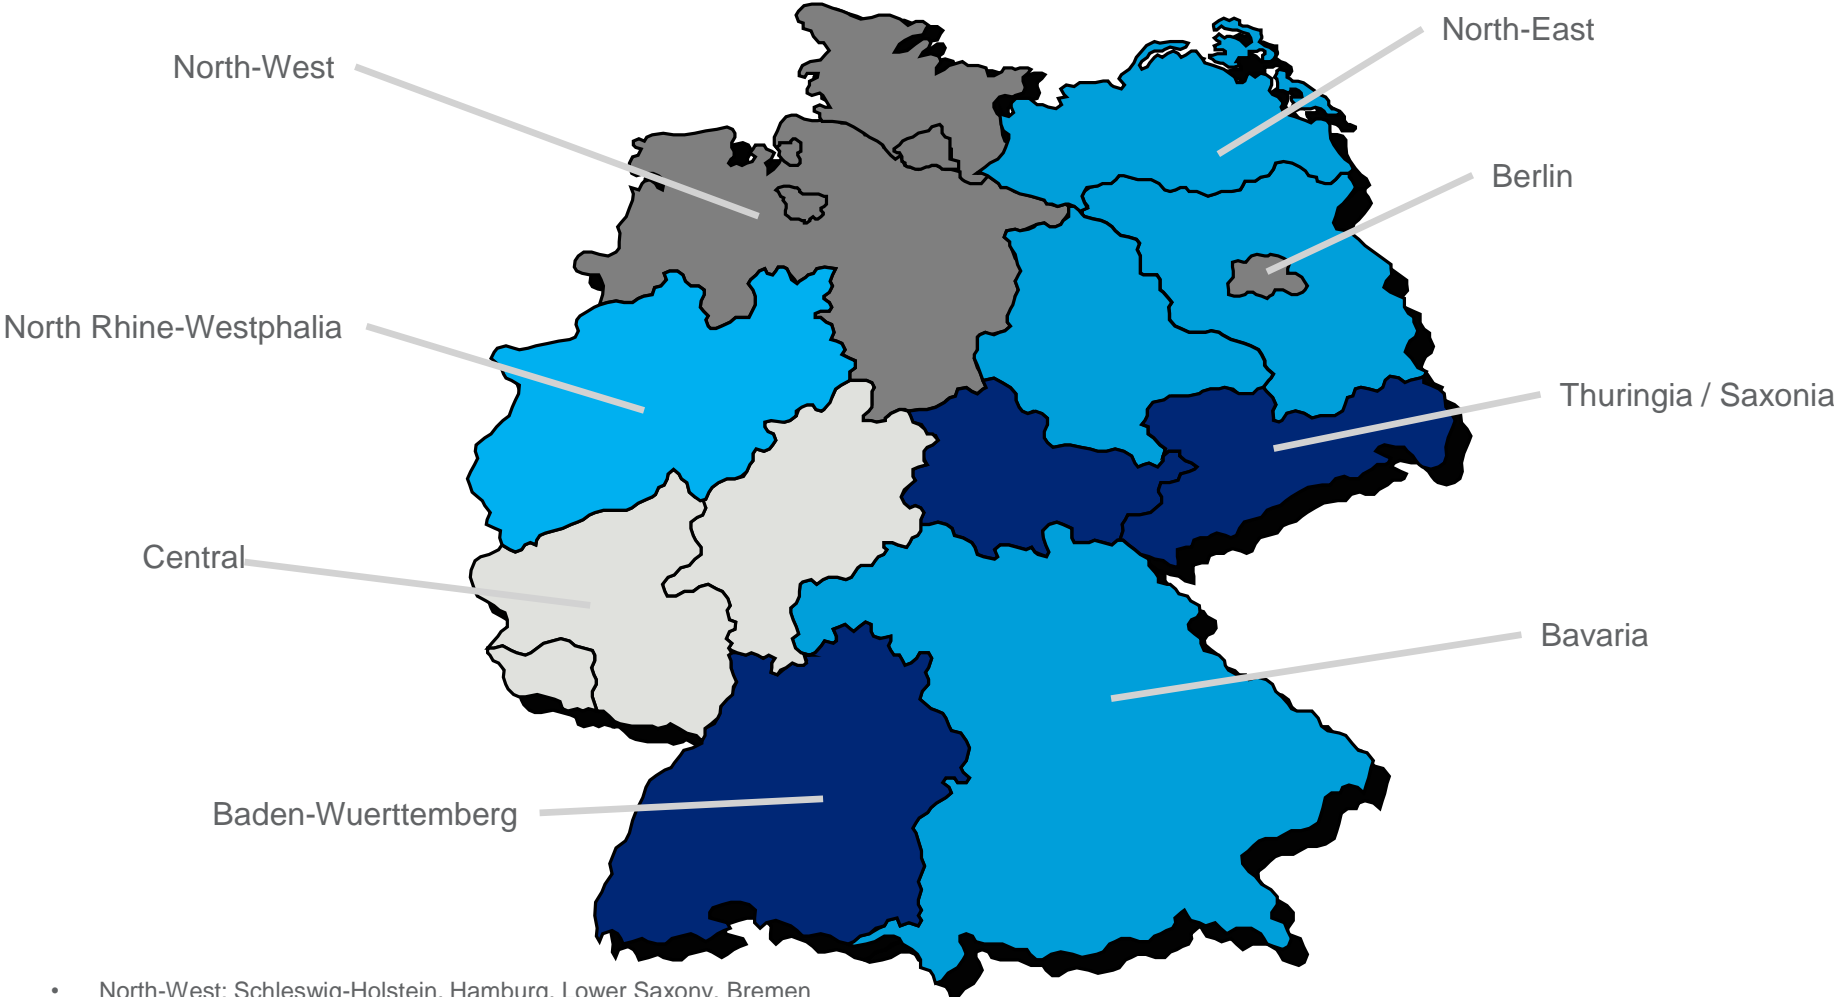 North-East
North-West
Berlin
North Rhine-Westphalia
Thuringia / Saxonia
Central
Bavaria
Baden-Wuerttemberg
• North-West: Schleswig-Holstein, Hamburg, Lower Saxony, Bremen